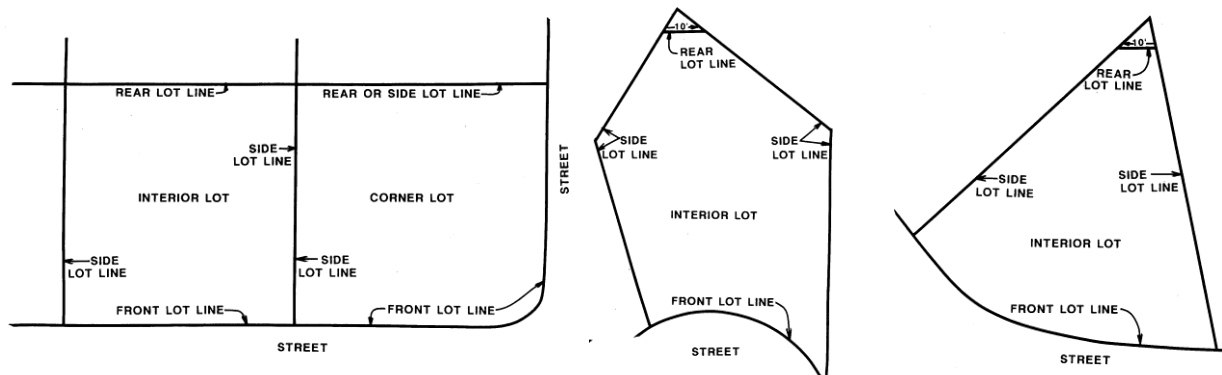 REAR LOT LINE
REAR OR SIDE LOT LINE
SIDE
LOT LINE
INTERIOR LOT
CORNER LOT
STREET
SIDE
LOT LINE
SIDE
LOT LINE
FRONT LOT LINE
FRONT LOT LINE
STREET
10'
REAR
LOT LINE
SIDE
LOT LINE
SIDE
LOT LINE
INTERIOR LOT
FRONT LOT LINE
STREET
10'
REAR
LOT LINE
SIDE
LOT LINE
SIDE
LOT LINE
INTERIOR LOT
FRONT LOT LINE
STREET